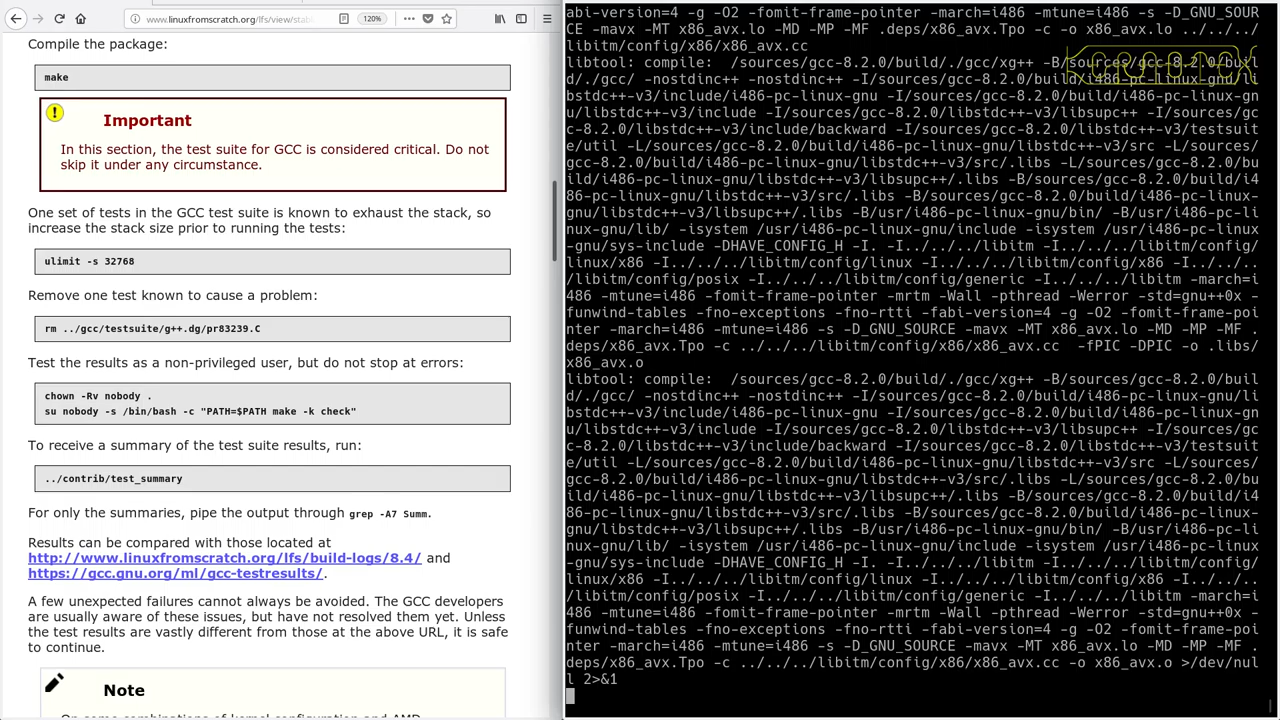 www.linuxfromscratch.org/lfs/view/stab
120%
Compile the package:
make
Important
In this section, the test suite for GCC is considered critical. Do not
skip it under any circumstance.
One set of tests in the GCC test suite is known to exhaust the stack, so
increase the stack size prior to running the tests:
ulimit -s 32768
Remove one test known to cause a problem:
rm ../gcc/testsuite/g++.dg/pr83239.C
Test the results as a non-privileged user, but do not stop at errors:
chown -Rv nobody .
su nobody -s /bin/bash -c "PATH=$PATH make -k check"
To receive a summary of the test suite results, run:
../contrib/test_summary
For only the summaries, pipe the output through grep -A7 Summ.
Results can be compared with those located at
http://www.linuxfromscratch.org/lfs/build-logs/8.4/ and
https://gcc.gnu.org/ml/gcc-testresults/.
A few unexpected failures cannot always be avoided. The GCC developers
are usually aware of these issues, but have not resolved them yet. Unless
the test results are vastly different from those at the above URL, it is safe
to continue.
Note
abi-version=4 -g -O2 -fomit-frame-pointer -march=i486 -mtune=i486 -s -D_GNU_SOUR
CE -mavx -MT x86_avx.lo -MD -MP -MF .deps/x86_avx.Tpo -c -o x86_avx.lo ../../../
libitm/config/x86/x86_avx.cc
libtool: compile:  /sources/gcc-8.2.0/build/./gcc/xg++ -B/sources/gcc-8.2.0/buil
d/./gcc/ -nostdinc++ -nostdinc++ -I/sources/gcc-8.2.0/build/i486-pc-linux-gnu/li
bstdc++-v3/include/i486-pc-linux-gnu -I/sources/gcc-8.2.0/build/i486-pc-linux-gn
u/libstdc++-v3/include -I/sources/gcc-8.2.0/libstdc++-v3/libsupc++ -I/sources/gc
c-8.2.0/libstdc++-v3/include/backward -I/sources/gcc-8.2.0/libstdc++-v3/testsuit
e/util -L/sources/gcc-8.2.0/build/i486-pc-linux-gnu/libstdc++-v3/src -L/sources/
gcc-8.2.0/build/i486-pc-linux-gnu/libstdc++-v3/src/.libs -L/sources/gcc-8.2.0/bu
ild/i486-pc-linux-gnu/libstdc++-v3/libsupc++/.libs -B/sources/gcc-8.2.0/build/i4
86-pc-linux-gnu/libstdc++-v3/src/.libs -B/sources/gcc-8.2.0/build/i486-pc-linux-
gnu/libstdc++-v3/libsupc++/.libs -B/usr/i486-pc-linux-gnu/bin/ -B/usr/i486-pc-li
nux-gnu/lib/ -isystem /usr/i486-pc-linux-gnu/include -isystem /usr/i486-pc-linux
-gnu/sys-include -DHAVE_CONFIG_H -I. -I../../../libitm -I../../../libitm/config/
linux/x86 -I../../../libitm/config/linux -I../../../libitm/config/x86 -I../../..
/libitm/config/posix -I../../../libitm/config/generic -I../../../libitm -march=i
486 -mtune=i486 -fomit-frame-pointer -mrtm -Wall -pthread -Werror -std=gnu++0x -
funwind-tables -fno-exceptions -fno-rtti -fabi-version=4 -g -O2 -fomit-frame-poi
nter -march=i486 -mtune=i486 -s -D_GNU_SOURCE -mavx -MT x86_avx.lo -MD -MP -MF .
deps/x86_avx.Tpo -c ../../../libitm/config/x86/x86_avx.cc  -fPIC -DPIC -o .libs/
x86_avx.o
libtool: compile:  /sources/gcc-8.2.0/build/./gcc/xg++ -B/sources/gcc-8.2.0/buil
d/./gcc/ -nostdinc++ -nostdinc++ -I/sources/gcc-8.2.0/build/i486-pc-linux-gnu/li
bstdc++-v3/include/i486-pc-linux-gnu -I/sources/gcc-8.2.0/build/i486-pc-linux-gn
u/libstdc++-v3/include -I/sources/gcc-8.2.0/libstdc++-v3/libsupc++ -I/sources/gc
c-8.2.0/libstdc++-v3/include/backward -I/sources/gcc-8.2.0/libstdc++-v3/testsuit
e/util -L/sources/gcc-8.2.0/build/i486-pc-linux-gnu/libstdc++-v3/src -L/sources/
gcc-8.2.0/build/i486-pc-linux-gnu/libstdc++-v3/src/.libs -L/sources/gcc-8.2.0/bu
ild/i486-pc-linux-gnu/libstdc++-v3/libsupc++/.libs -B/sources/gcc-8.2.0/build/i4
86-pc-linux-gnu/libstdc++-v3/src/.libs -B/sources/gcc-8.2.0/build/i486-pc-linux-
gnu/libstdc++-v3/libsupc++/.libs -B/usr/i486-pc-linux-gnu/bin/ -B/usr/i486-pc-li
nux-gnu/lib/ -isystem /usr/i486-pc-linux-gnu/include -isystem /usr/i486-pc-linux
-gnu/sys-include -DHAVE_CONFIG_H -I. -I../../../libitm -I../../../libitm/config/
linux/x86 -I../../../libitm/config/linux -I../../../libitm/config/x86 -I../../..
/libitm/config/posix -I../../../libitm/config/generic -I../../../libitm -march=i
486 -mtune=i486 -fomit-frame-pointer -mrtm -Wall -pthread -Werror -std=gnu++0x -
funwind-tables -fno-exceptions -fno-rtti -fabi-version=4 -g -O2 -fomit-frame-poi
nter -march=i486 -mtune=i486 -s -D_GNU_SOURCE -mavx -MT x86_avx.lo -MD -MP -MF .
deps/x86_avx.Tpo -c ../../../libitm/config/x86/x86_avx.cc -o x86_avx.o >/dev/nul
l 2>&1